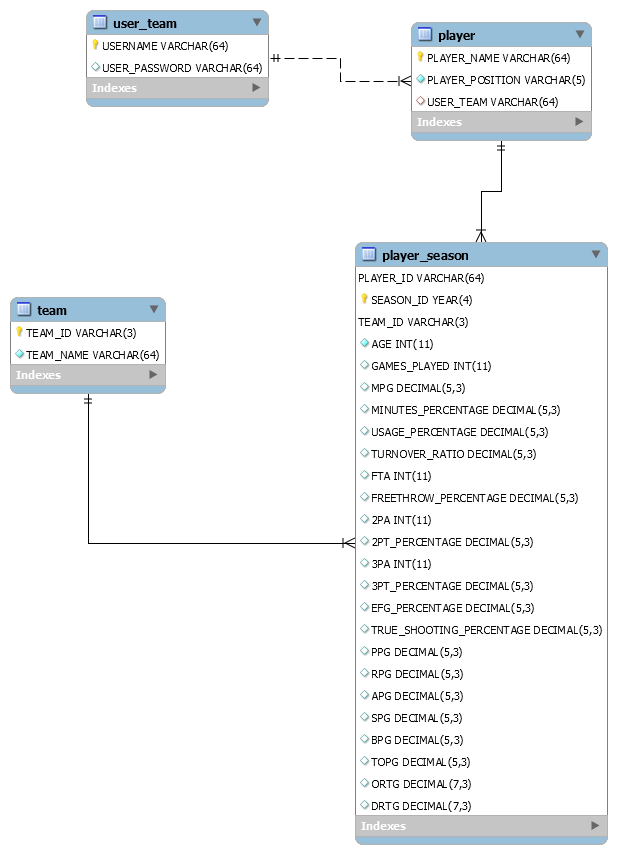 user_team
USERNAME VARCHAR(64)
USER_PASSWORD VARCHAR(64)
Indexes
player
PLAYER_NAME VARCHAR(64)
PLAYER_POSITION VARCHAR(5)
USER_TEAM VARCHAR(64)
Indexes
team
TEAM_ID VARCHAR(3)
TEAM_NAME VARCHAR(64)
Indexes
player_season
PLAYER_ID VARCHAR(64)
SEASON_ID YEAR(4)
TEAM_ID VARCHAR(3)
AGE INT(11)
GAMES_PLAYED INT(11)
MPG DECIMAL(5,3)
MINUTES_PERCENTAGE DECIMAL(5,3)
USAGE_PERCENTAGE DECIMAL(5,3)
TURNOVER_RATIO DECIMAL(5,3)
FTA INT(11)
FREETHROW_PERCENTAGE DECIMAL(5,3)
2PA INT(11)
2PT_PERCENTAGE DECIMAL(5,3)
3PA INT(11)
3PT_PERCENTAGE DECIMAL(5,3)
EFG_PERCENTAGE DECIMAL(5,3)
TRUE_SHOOTING_PERCENTAGE DECIMAL(5,3)
PPG DECIMAL(5,3)
RPG DECIMAL(5,3)
APG DECIMAL(5,3)
SPG DECIMAL(5,3)
BPG DECIMAL(5,3)
TOPG DECIMAL(5,3)
ORTG DECIMAL(7,3)
DRTG DECIMAL(7,3)
Indexes